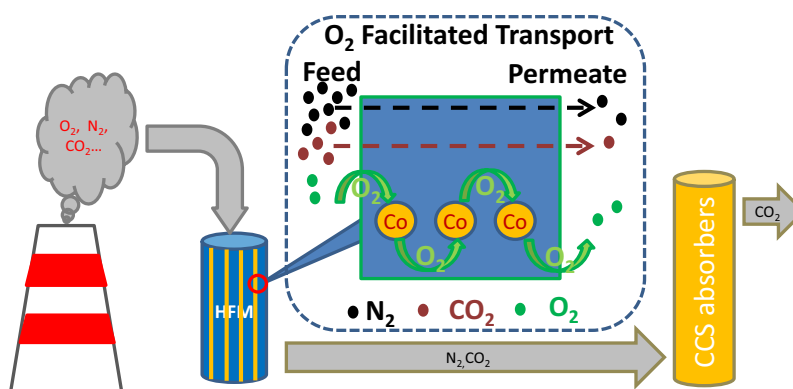 O₂ Facilitated Transport
Feed
Permeate
O₂, N₂,
CO₂...
O₂
O₂
Co
Co
Co
O₂
O₂
HFM
N₂
CO₂
O₂
N₂,CO₂
CCS absorbers
CO₂